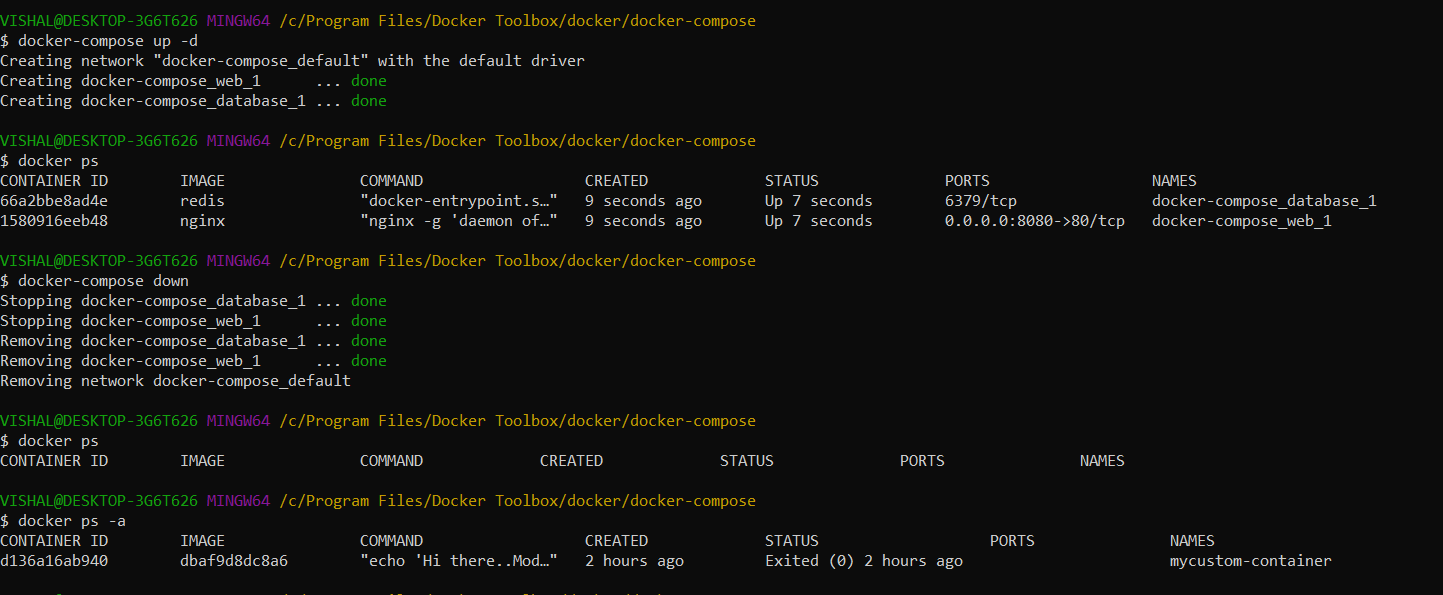 VISHAL@DESKTOP-3G6T626 MINGW64 /c/Program Files/Docker Toolbox/docker/docker-compose
$ docker-compose up -d
Creating network "docker-compose_default" with the default driver
Creating docker-compose_web_1      ... done
Creating docker-compose_database_1 ... done

VISHAL@DESKTOP-3G6T626 MINGW64 /c/Program Files/Docker Toolbox/docker/docker-compose
$ docker ps
CONTAINER ID        IMAGE               COMMAND                  CREATED             STATUS              PORTS                  NAMES
66a2bbe8ad4e        redis               "docker-entrypoint.s…"   9 seconds ago       Up 7 seconds        6379/tcp               docker-compose_database_1
1580916eeb48        nginx               "nginx -g 'daemon of…"   9 seconds ago       Up 7 seconds        0.0.0.0:8080->80/tcp   docker-compose_web_1

VISHAL@DESKTOP-3G6T626 MINGW64 /c/Program Files/Docker Toolbox/docker/docker-compose
$ docker-compose down
Stopping docker-compose_database_1 ... done
Stopping docker-compose_web_1      ... done
Removing docker-compose_database_1 ... done
Removing docker-compose_web_1      ... done
Removing network docker-compose_default

VISHAL@DESKTOP-3G6T626 MINGW64 /c/Program Files/Docker Toolbox/docker/docker-compose
$ docker ps
CONTAINER ID        IMAGE               COMMAND             CREATED             STATUS              PORTS               NAMES

VISHAL@DESKTOP-3G6T626 MINGW64 /c/Program Files/Docker Toolbox/docker/docker-compose
$ docker ps -a
CONTAINER ID        IMAGE               COMMAND                  CREATED             STATUS                   PORTS               NAMES
d136a16ab940        dbaf9d8dc8a6        "echo 'Hi there..Mod…"   2 hours ago         Exited (0) 2 hours ago                       mycustom-container